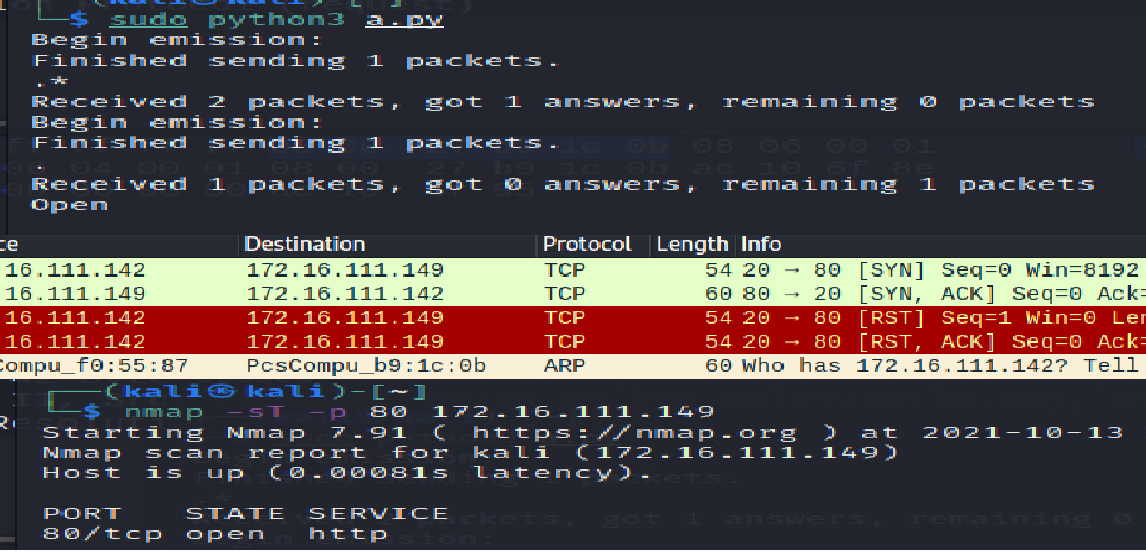 └─$ sudo python3 a.py
Begin emission:
Finished sending 1 packets.
.*
Received 2 packets, got 1 answers, remaining 0 packets
Begin emission:
Finished sending 1 packets.
.
Received 1 packets, got 0 answers, remaining 1 packets
Open
ce Destination Protocol Length Info
16.111.142 172.16.111.149 TCP 54 20 → 80 [SYN] Seq=0 Win=8192
16.111.149 172.16.111.142 TCP 60 80 → 20 [SYN, ACK] Seq=0 Ack=
16.111.142 172.16.111.149 TCP 54 20 → 80 [RST] Seq=1 Win=0 Len
16.111.142 172.16.111.149 TCP 54 20 → 80 [RST, ACK] Seq=0 Ack=
Compu_f0:55:87 PcsCompu_b9:1c:0b ARP 60 Who has 172.16.111.142? Tell
┌──(kali㉿kali)-[~]
└─$ nmap -sT -p 80 172.16.111.149
Starting Nmap 7.91 ( https://nmap.org ) at 2021-10-13
Nmap scan report for kali (172.16.111.149)
Host is up (0.00081s latency).
PORT STATE SERVICE
80/tcp open http